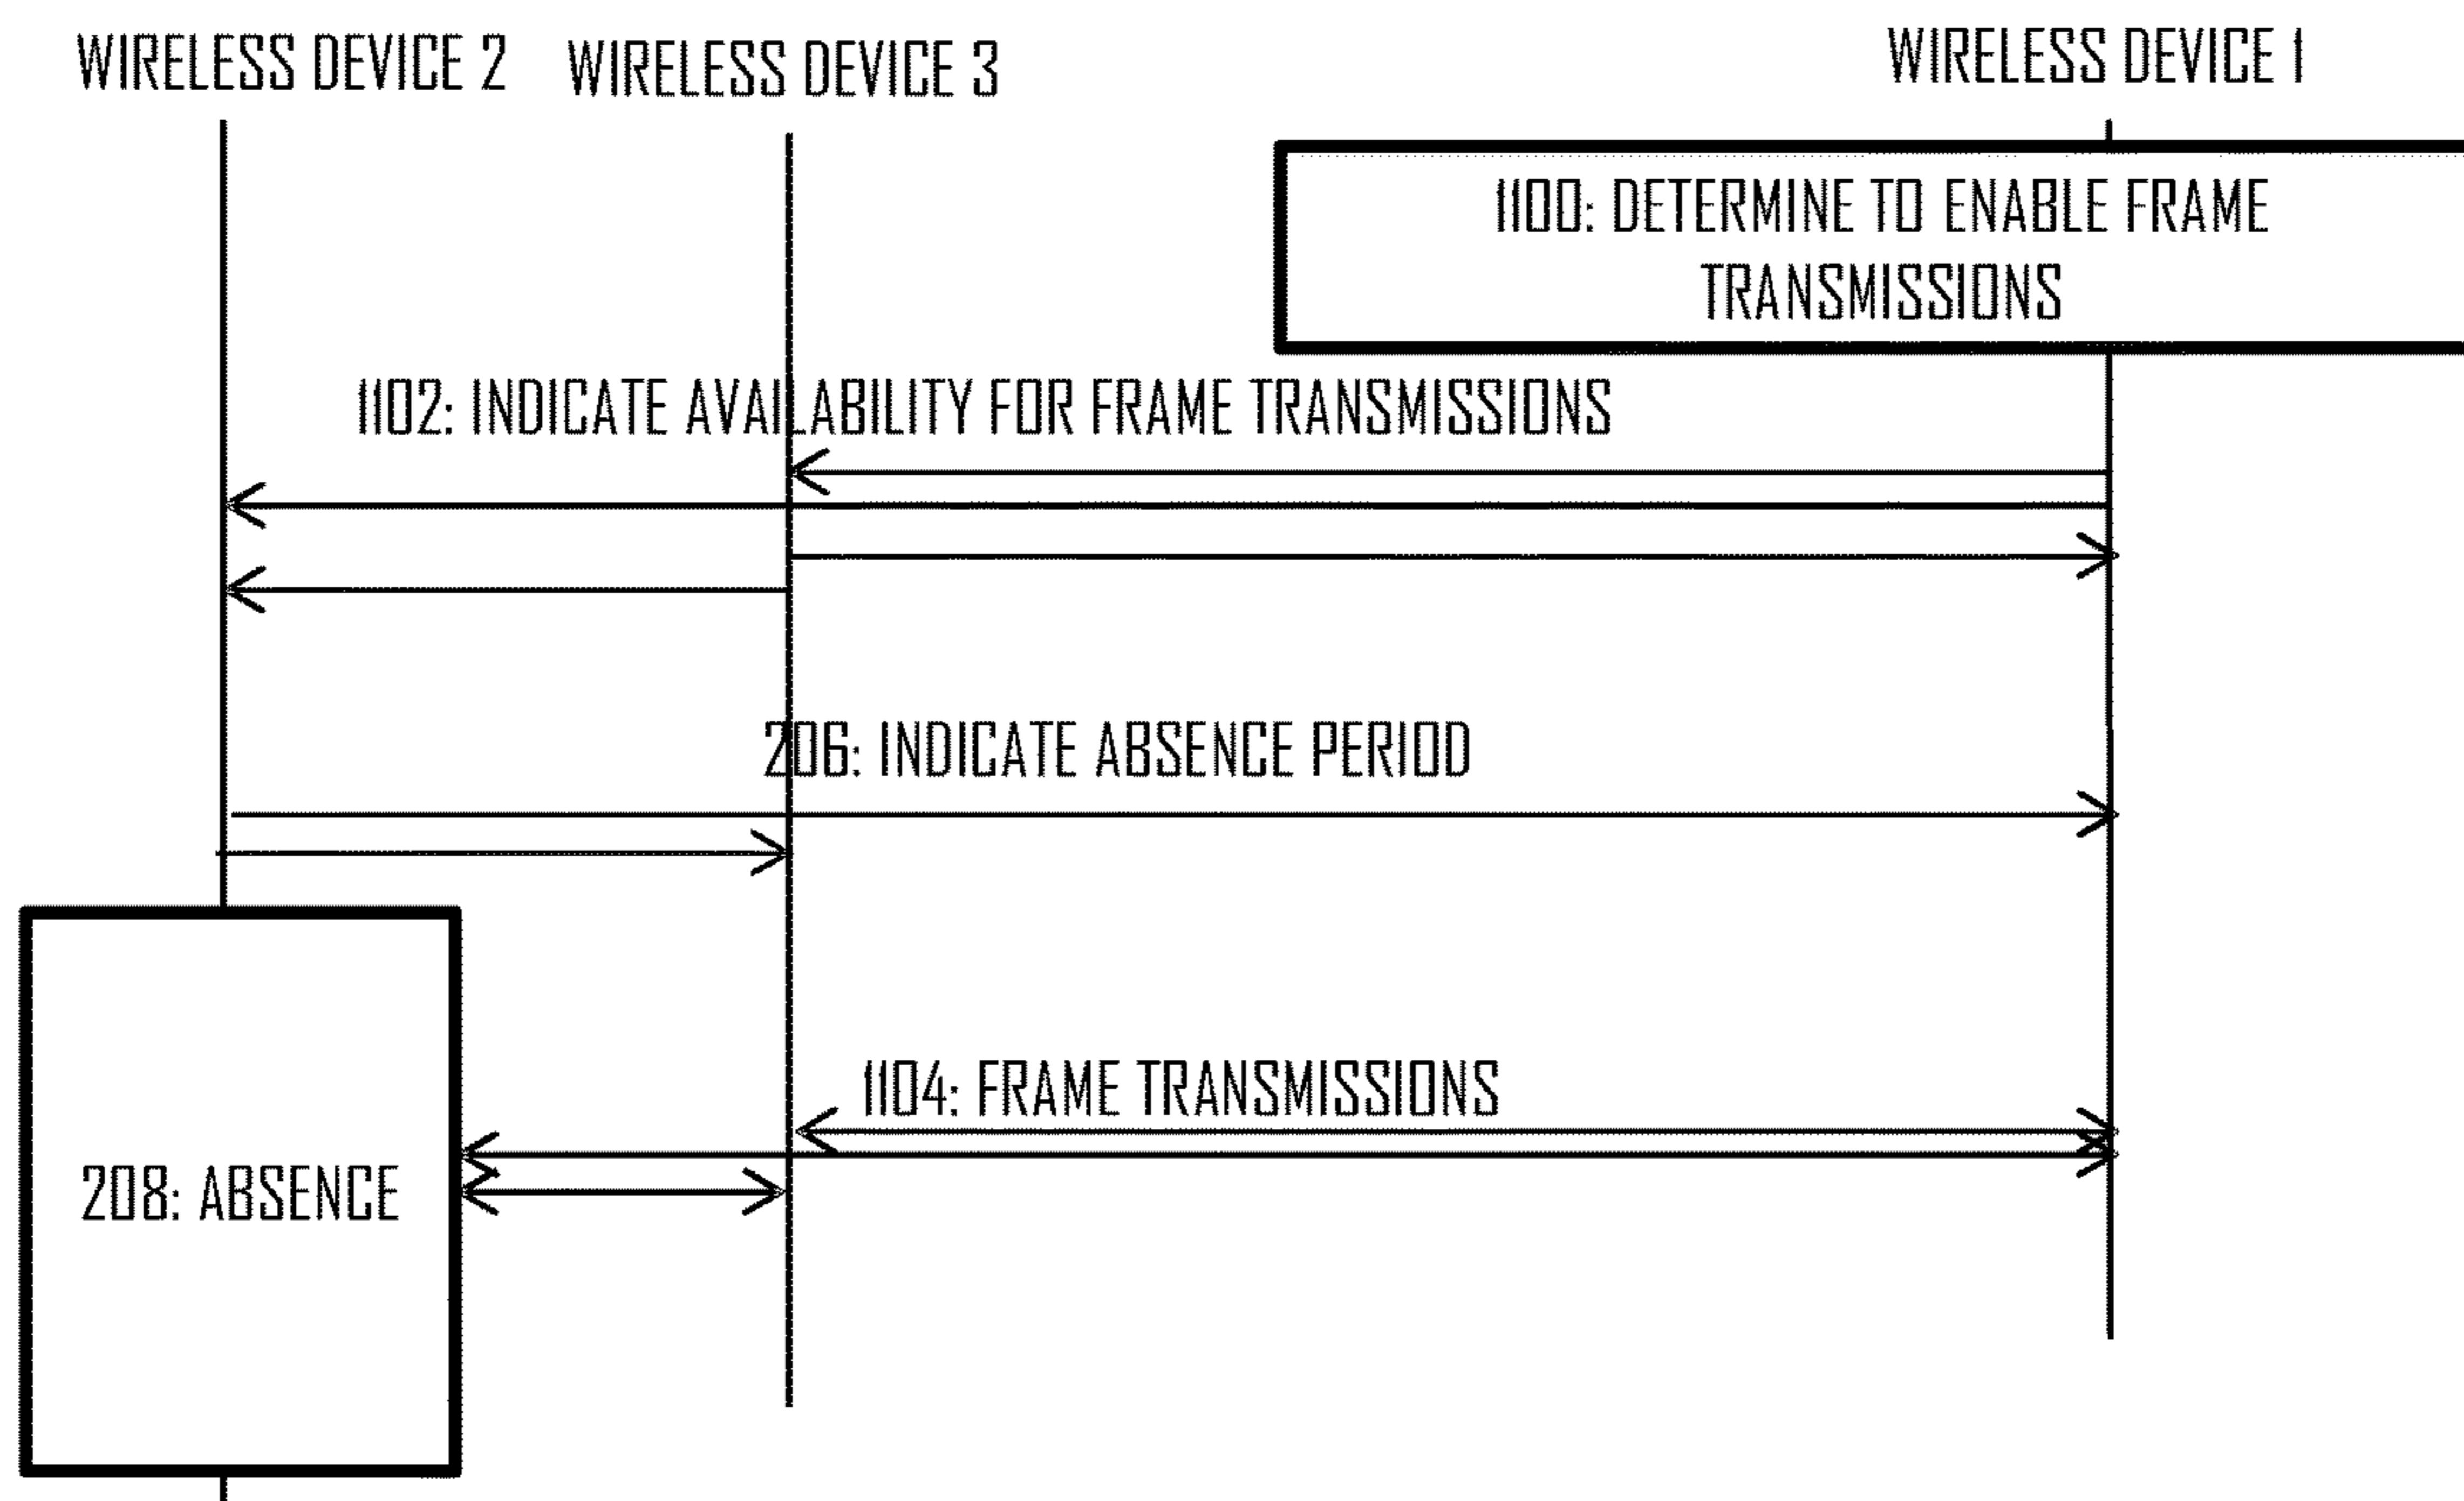 WIRELESS DEVICE 2
WIRELESS DEVICE 3
WIRELESS DEVICE 1
1100: DETERMINE TO ENABLE FRAME
TRANSMISSIONS
1102: INDICATE AVAILABILITY FOR FRAME TRANSMISSIONS
206: INDICATE ABSENCE PERIOD
1104: FRAME TRANSMISSIONS
208: ABSENCE